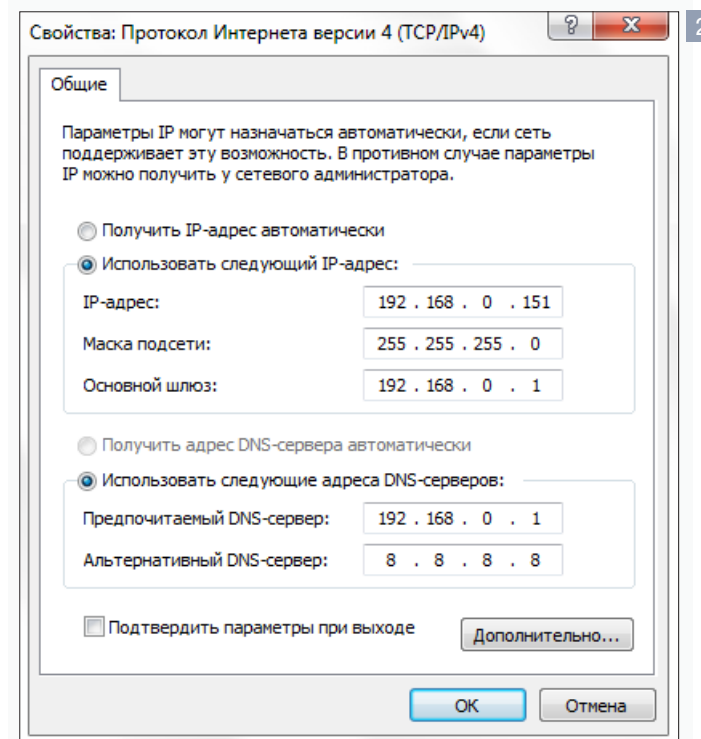 Свойства: Протокол Интернета версии 4 (TCP/IPv4)
?
X
2
Общие
Параметры IP могут назначаться автоматически, если сеть
поддерживает эту возможность. В противном случае параметры
IP можно получить у сетевого администратора.
Получить IP-адрес автоматически
Использовать следующий IP-адрес:
IP-адрес: 192 . 168 . 0 . 151
Маска подсети: 255 . 255 . 255 . 0
Основной шлюз: 192 . 168 . 0 . 1
Получить адрес DNS-сервера автоматически
Использовать следующие адреса DNS-серверов:
Предпочитаемый DNS-сервер: 192 . 168 . 0 . 1
Альтернативный DNS-сервер: 8 . 8 . 8 . 8
Подтвердить параметры при выходе
Дополнительно...
OK Отмена